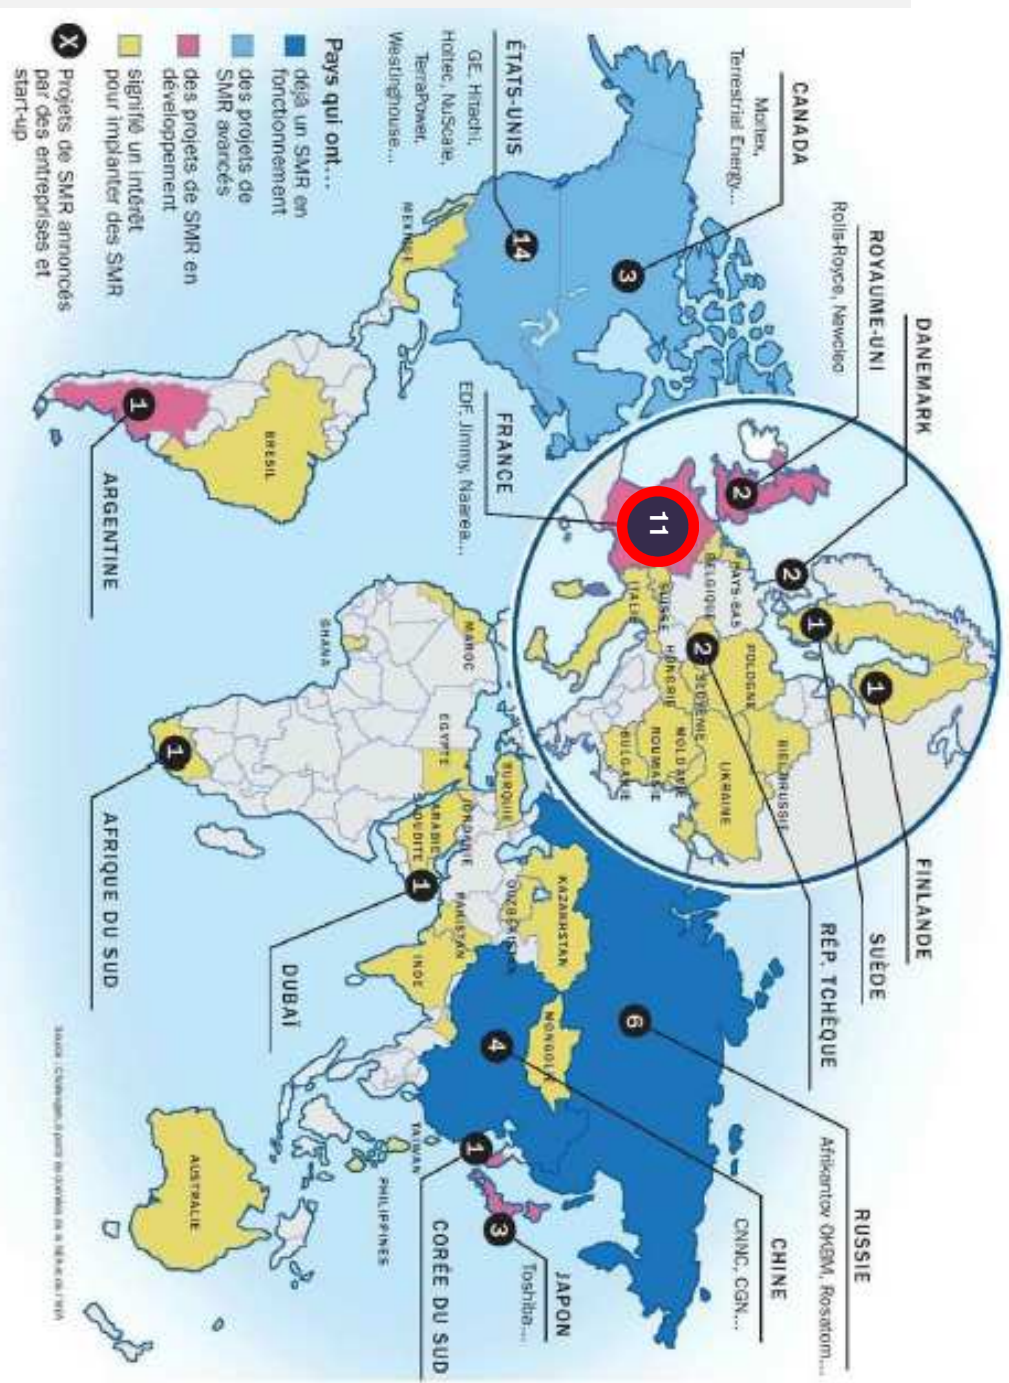 CANADA
Moltex,
Terrestrial Energy...
ÉTATS-UNIS
GE, Hitachi,
Holtec, NuScale,
TerraPower,
Westinghouse...
ROYAUME-UNI
Rolls-Royce, Newcleo
DANEMARK
FRANCE
EDF, Jimmy, Naarea...
FINLANDE
SUÈDE
RÉP. TCHÈQUE
RUSSIE
Afrikantov OKBM, Rosatom...
CHINE
CNNC, CGN...
JAPON
Toshiba...
CORÉE DU SUD
DUBAÏ
AFRIQUE DU SUD
ARGENTINE
3
14
2
11
2
1
1
2
6
4
1
3
1
1
1
PAYS-BAS
BELGIQUE
SUISSE
ITALIE
POLOGNE
HONGRIE
BIÉLORUSSIE
UKRAINE
MOLDAVIE
ROUMANIE
BULGARIE
MEXIQUE
BRÉSIL
MAROC
GHANA
ÉGYPTE
TURQUIE
JORDANIE
ARABIE
SAOUDITE
KAZAKHSTAN
OUZBÉKISTAN
PAKISTAN
INDE
MONGOLIE
TAIWAN
PHILIPPINES
AUSTRALIE
Pays qui ont...
déjà un SMR en
fonctionnement
des projets de
SMR avancés
des projets de SMR en
développement
signifié un intérêt
pour implanter des SMR
X Projets de SMR annoncés
par des entreprises et
start-up